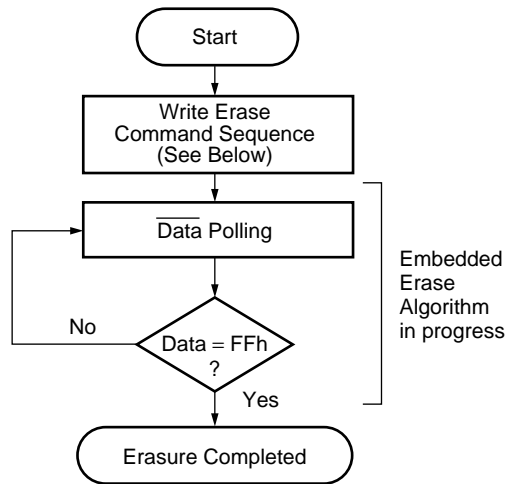 Start
Write Erase
Command Sequence
(See Below)
Data Polling
Embedded
Erase
Algorithm
in progress
No
Data = FFh
?
Yes
Erasure Completed